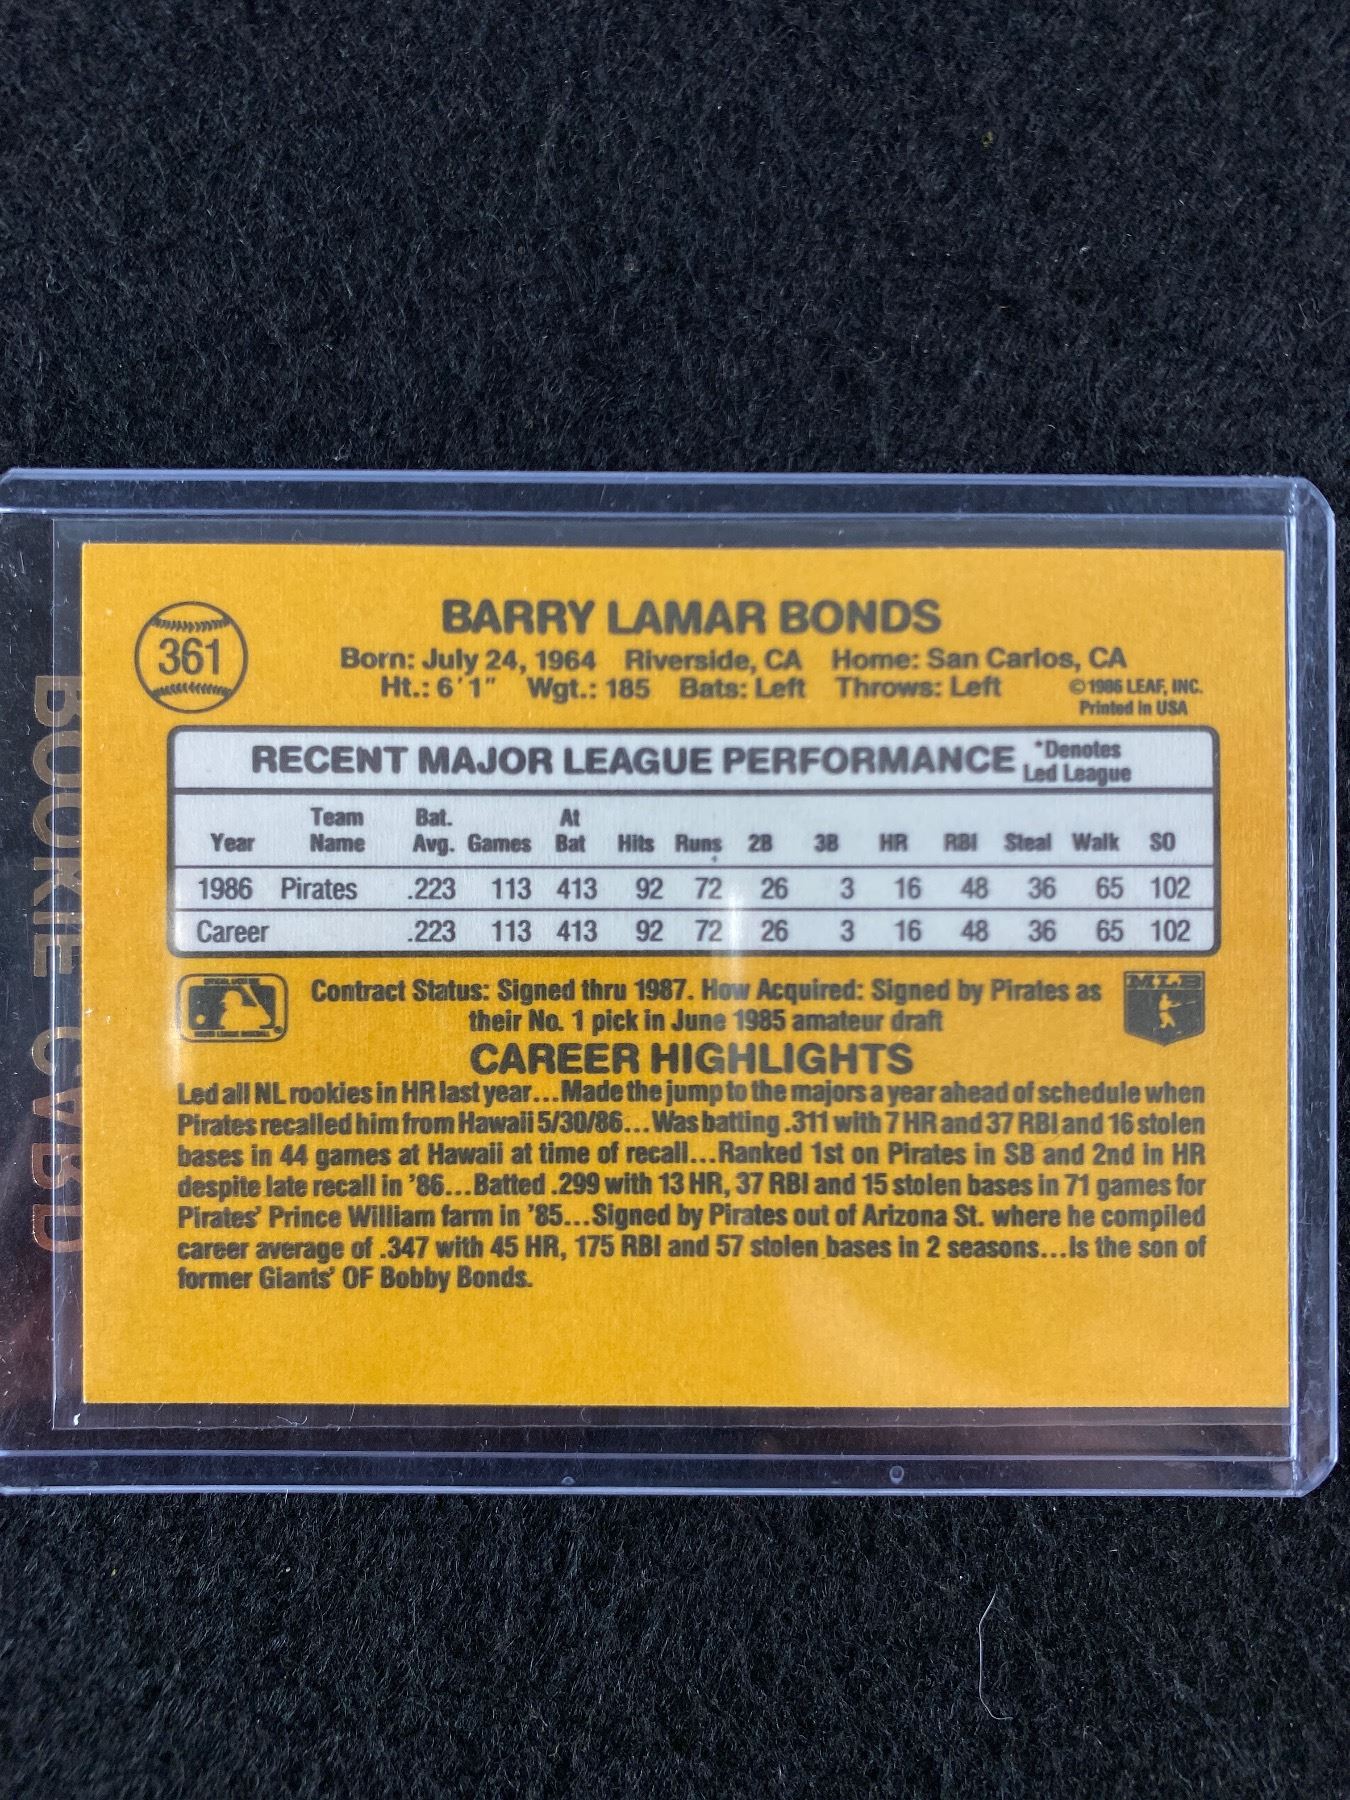 361
BARRY LAMAR BONDS
Born: July 24, 1964 Riverside, CA Home: San Carlos, CA
Ht.: 6'1" Wgt.: 185 Bats: Left Throws: Left
©1986 LEAF, INC.
Printed in USA
RECENT MAJOR LEAGUE PERFORMANCE
*Denotes
Led League
Year Team Name Bat. Avg. Games At Bat Hits Runs 2B 3B HR RBI Steal Walk SO
1986 Pirates .223 113 413 92 72 26 3 16 48 36 65 102
Career .223 113 413 92 72 26 3 16 48 36 65 102
Contract Status: Signed thru 1987. How Acquired: Signed by Pirates as
their No. 1 pick in June 1985 amateur draft
MLB
CAREER HIGHLIGHTS
Led all NL rookies in HR last year...Made the jump to the majors a year ahead of schedule when
Pirates recalled him from Hawaii 5/30/86...Was batting .311 with 7 HR and 37 RBI and 16 stolen
bases in 44 games at Hawaii at time of recall...Ranked 1st on Pirates in SB and 2nd in HR
despite late recall in '86...Batted .299 with 13 HR, 37 RBI and 15 stolen bases in 71 games for
Pirates' Prince William farm in '85...Signed by Pirates out of Arizona St. where he compiled
career average of .347 with 45 HR, 175 RBI and 57 stolen bases in 2 seasons...Is the son of
former Giants' OF Bobby Bonds.